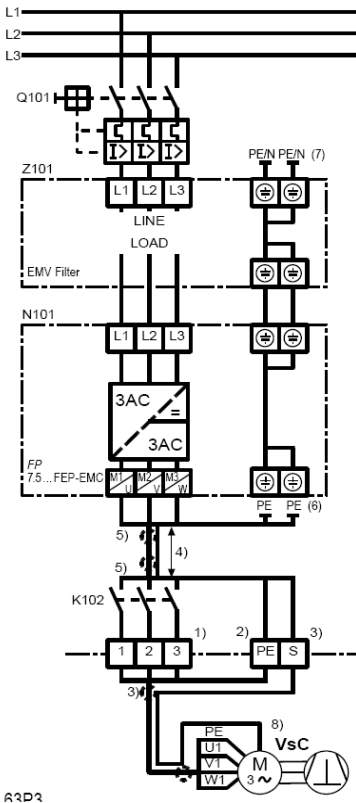 L1
L2
L3
Q101
I> I> I>
PE/N PE/N (7)
Z101
L1 L2 L3
LINE
LOAD
EMV Filter
N101
L1 L2 L3
3AC
=
3AC
FP
7.5...FEP-EMC
M1 M2 M3
U V W
PE PE (6)
5)
4)
5)
K102
1) 2) 3)
1 2 3 PE S
3)
8)
PE
U1
V1
W1
M
3~
VsC
63P3